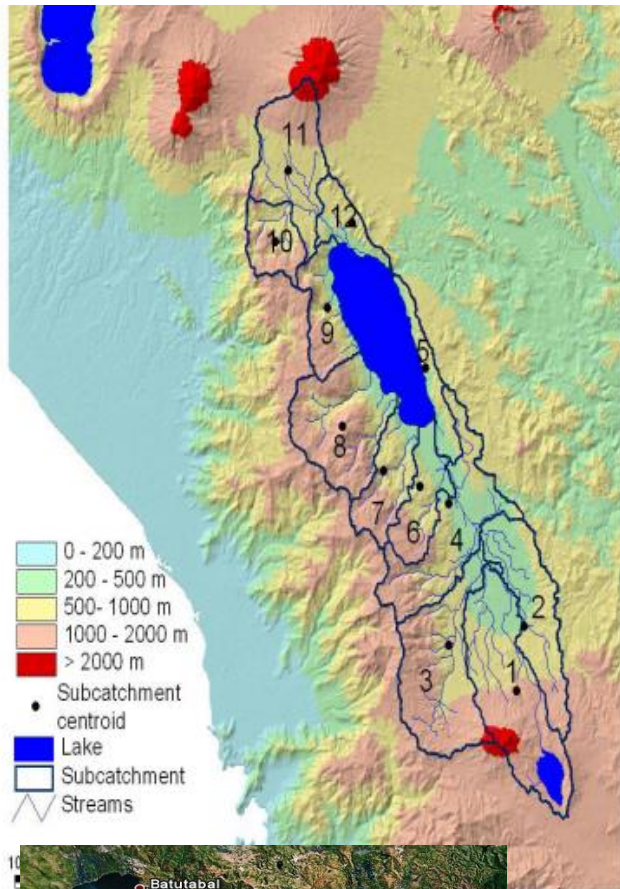 11
12
10
9
5
8
7
6
4
2
3
1
0 - 200 m
200 - 500 m
500- 1000 m
1000 - 2000 m
> 2000 m
Subcatchment
centroid
Lake
Subcatchment
Streams
Batutabal